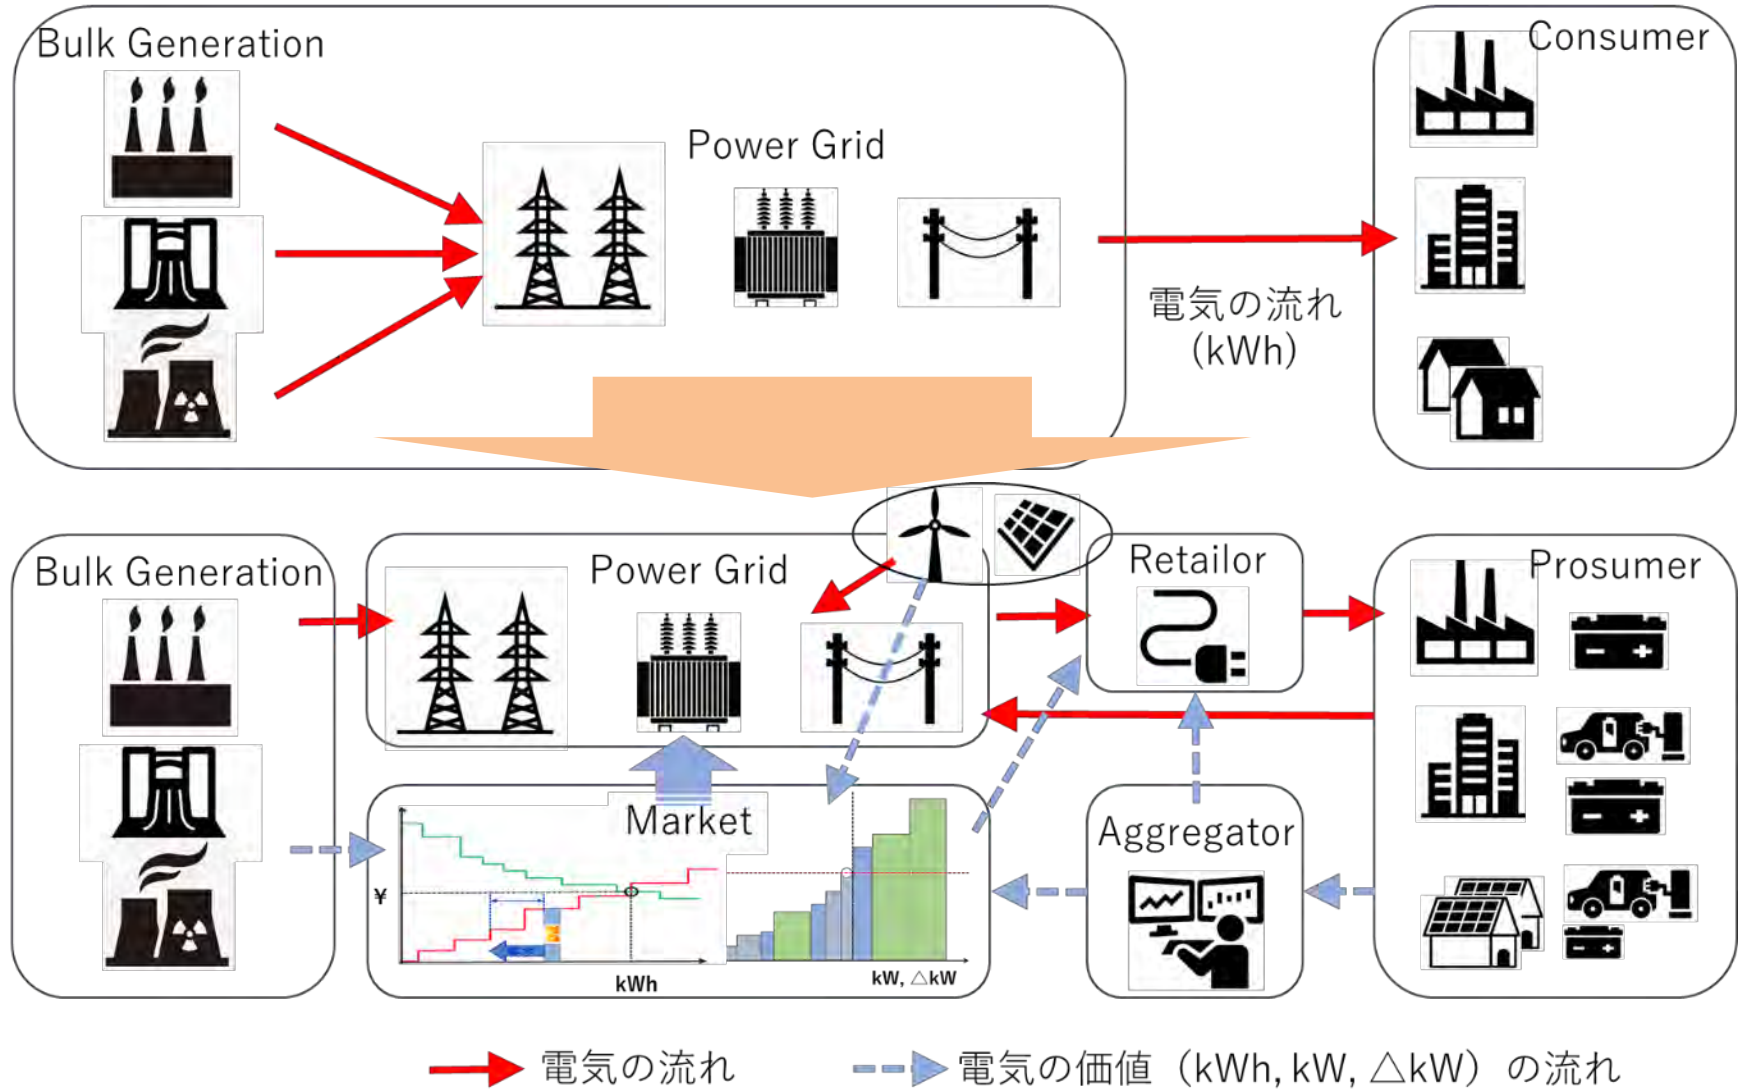 Bulk Generation
Power Grid
Consumer
電気の流れ
(kWh)
Bulk Generation
Power Grid
Retailor
Prosumer
Market
Aggregator
¥
kWh
kW, △kW
電気の流れ
電気の価値（kWh, kW, △kW）の流れ